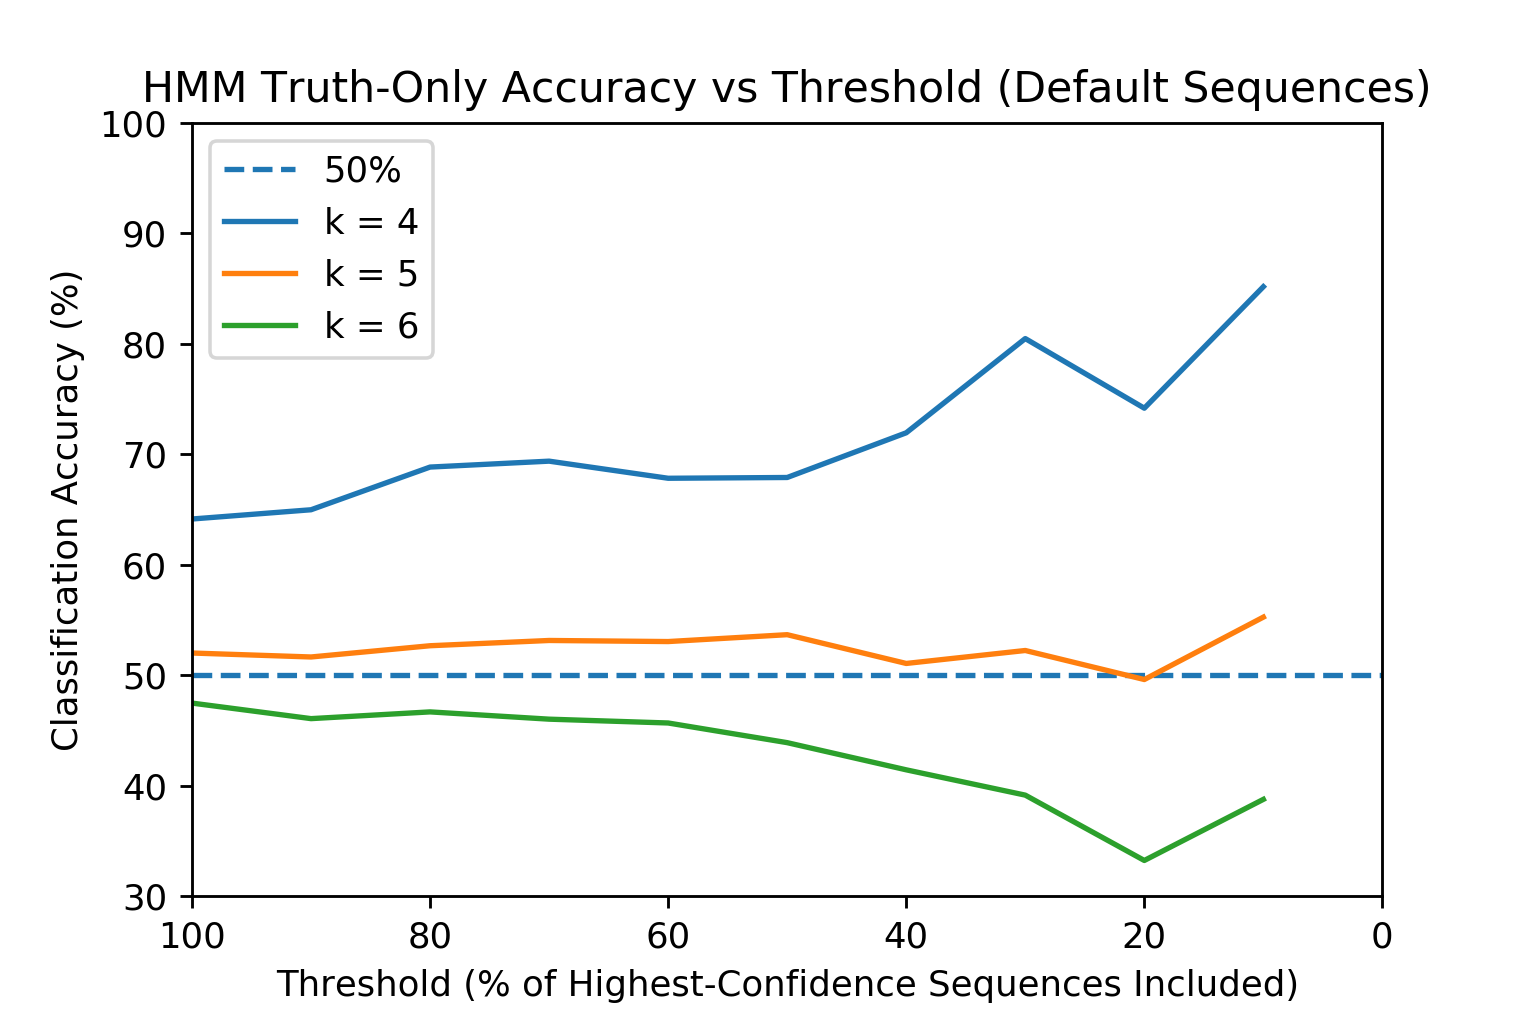 HMM Truth-Only Accuracy vs Threshold (Default Sequences)
100
90
80
70
60
50
40
30
Classification Accuracy (%)
50%
k = 4
k = 5
k = 6
100 80 60 40 20 0
Threshold (% of Highest-Confidence Sequences Included)